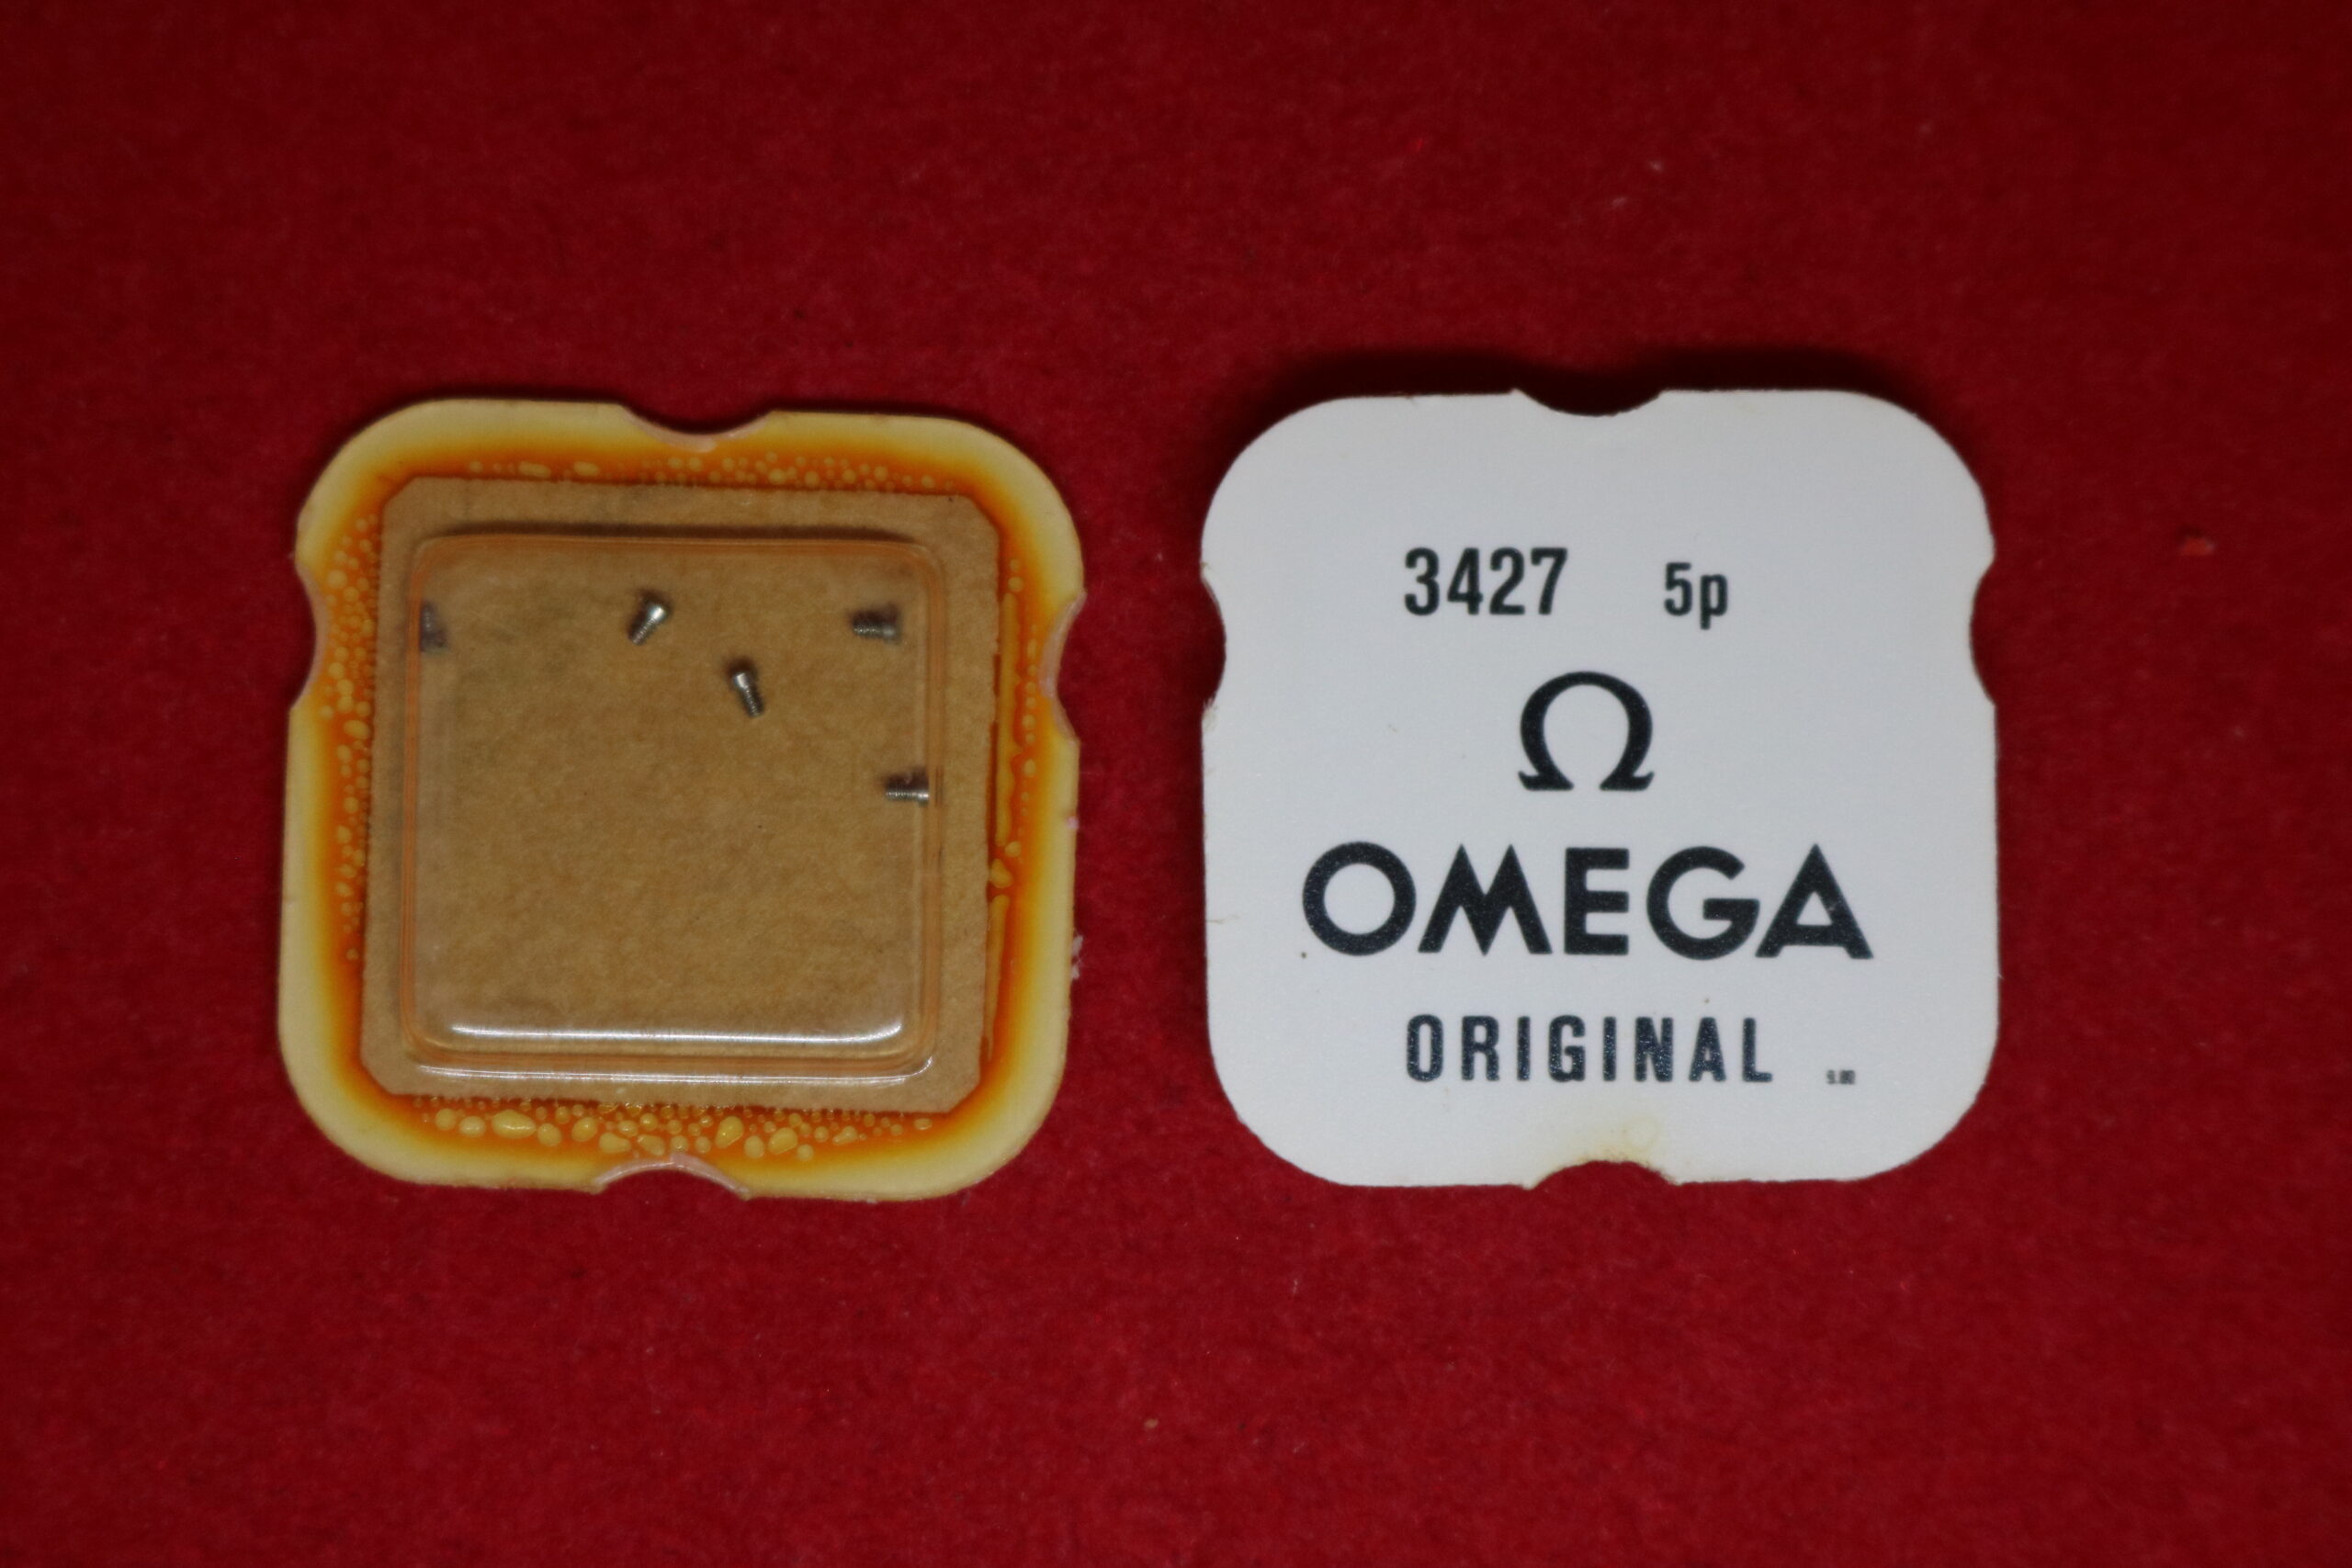 3427 5p
Ω
OMEGA
ORIGINAL